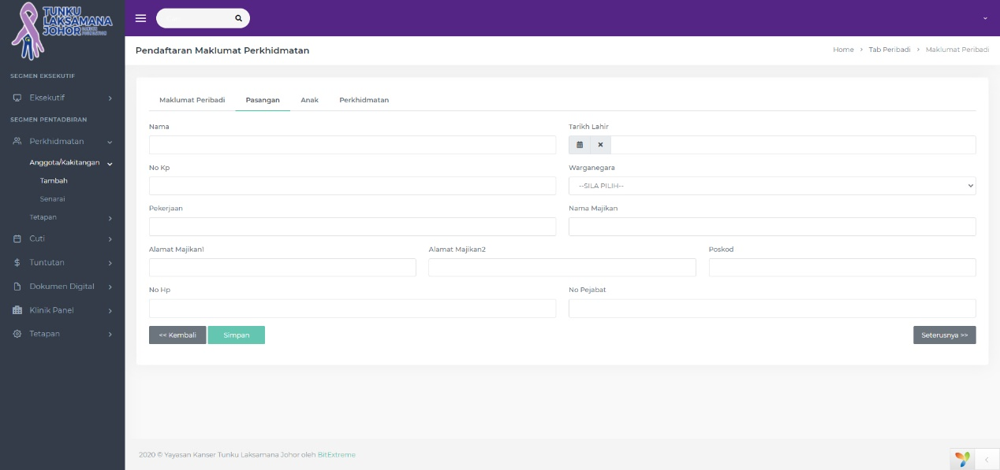 TUNKU
LAKSAMANA
JOHOR
SEGMEN EKSEKUTIF
Eksekutif
SEGMEN PENTADBIRAN
Perkhidmatan
Anggota/Kakitangan
Tambah
Senarai
Tetapan
Cuti
Tuntutan
Dokumen Digital
Klinik Panel
Tetapan
Pendaftaran Maklumat Perkhidmatan
Home > Tab Peribadi > Maklumat Peribadi
Maklumat Peribadi Pasangan Anak Perkhidmatan
Nama Tarikh Lahir
No Kp Warganegara
--SILA PILIH--
Pekerjaan Nama Majikan
Alamat Majikan1 Alamat Majikan2 Poskod
No Hp No Pejabat
<< Kembali Simpan Seterusnya >>
2020 © Yayasan Kanser Tunku Laksamana Johor oleh BitExtreme